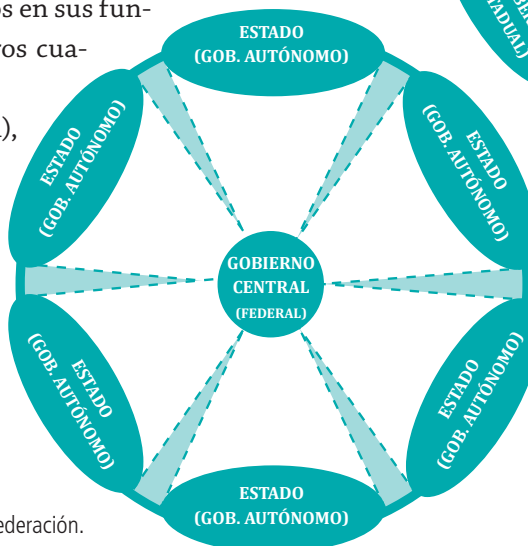 os en sus fun-
ros cua-
),
ESTADO
(GOB. AUTÓNOMO)
ESTADO
(GOB. AUTÓNOMO)
ESTADO
(GOB. AUTÓNOMO)
GOBIERNO
CENTRAL
(FEDERAL)
ESTADO
(GOB. AUTÓNOMO)
ESTADO
(GOB. AUTÓNOMO)
ESTADO
(GOB. AUTÓNOMO)
ederación.